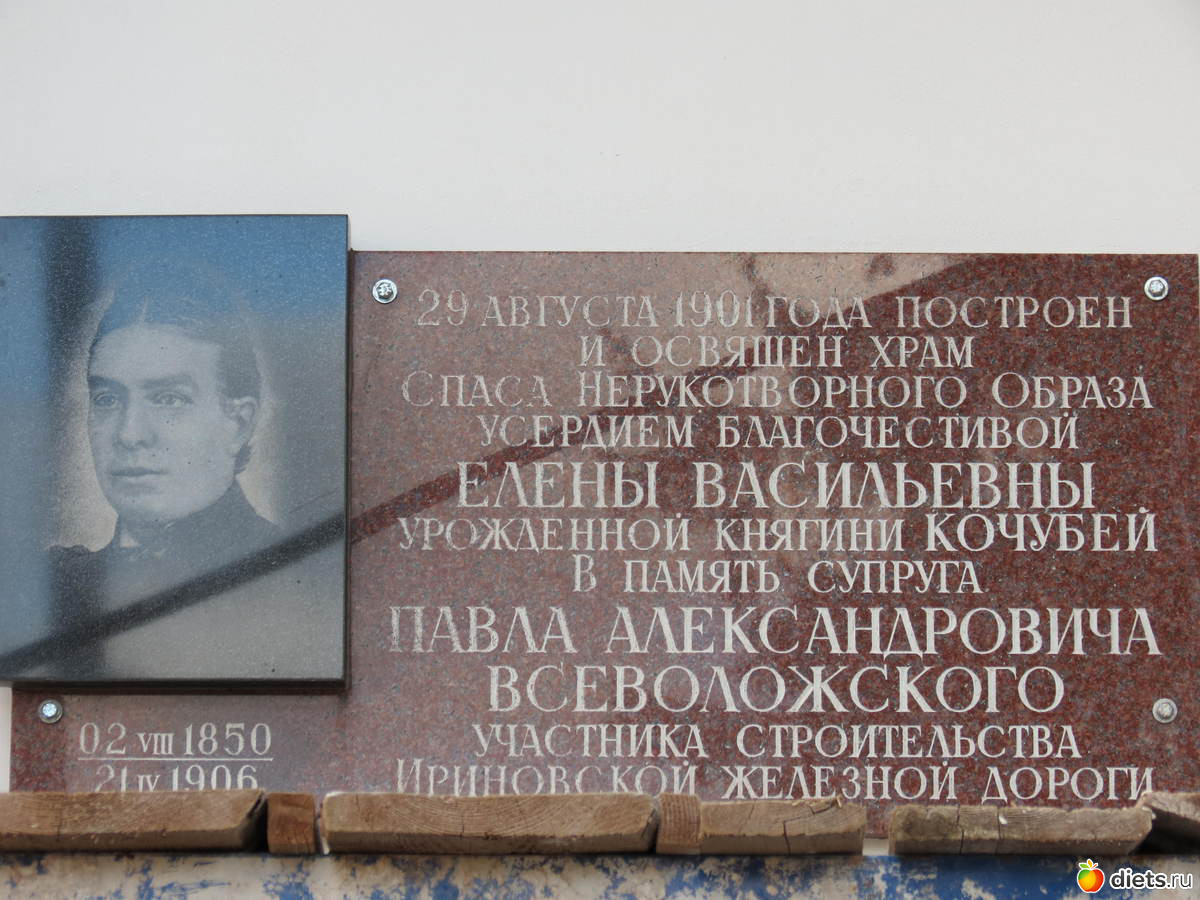 29 АВГУСТА 1901 ГОДА ПОСТРОЕН
И ОСВЯЩЕН ХРАМ
СПАСА НЕРУКОТВОРНОГО ОБРАЗА
УСЕРДИЕМ БЛАГОЧЕСТИВОЙ
ЕЛЕНЫ ВАСИЛЬЕВНЫ
УРОЖДЕННОЙ КНЯГИНИ КОЧУБЕЙ
В ПАМЯТЬ СУПРУГА
ПАВЛА АЛЕКСАНДРОВИЧА
ВСЕВОЛОЖСКОГО
УЧАСТНИКА СТРОИТЕЛЬСТВА
ИРИНОВСКОЙ ЖЕЛЕЗНОЙ ДОРОГИ
02 VIII 1850
21 IV 1906
diets.ru